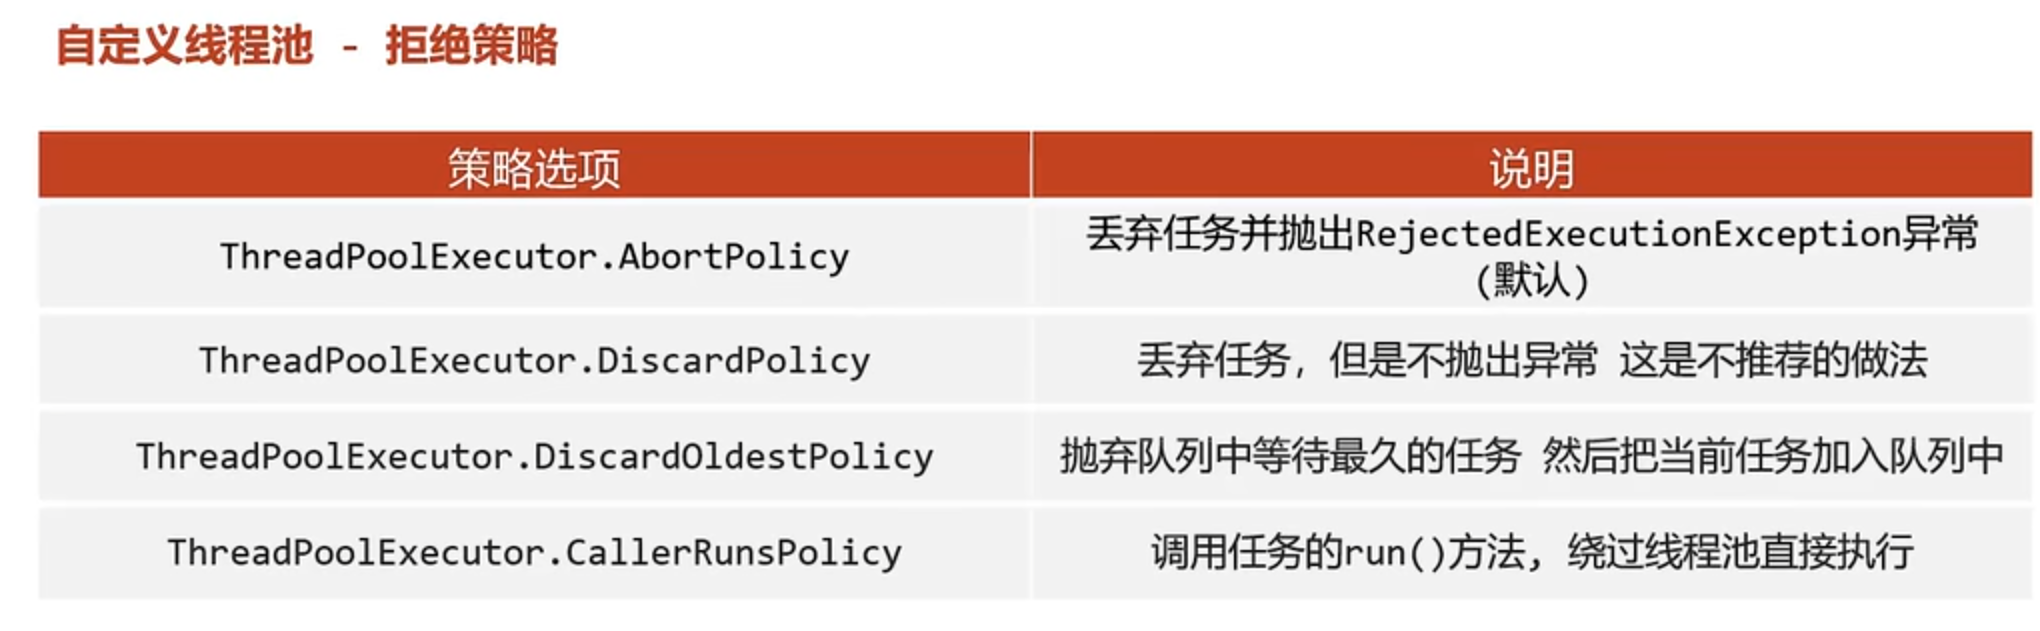 自定义线程池 - 拒绝策略
策略选项 说明
ThreadPoolExecutor.AbortPolicy 丢弃任务并抛出RejectedExecutionException异常
(默认)
ThreadPoolExecutor.DiscardPolicy 丢弃任务，但是不抛出异常 这是不推荐的做法
ThreadPoolExecutor.DiscardOldestPolicy 抛弃队列中等待最久的任务 然后把当前任务加入队列中
ThreadPoolExecutor.CallerRunsPolicy 调用任务的run()方法，绕过线程池直接执行